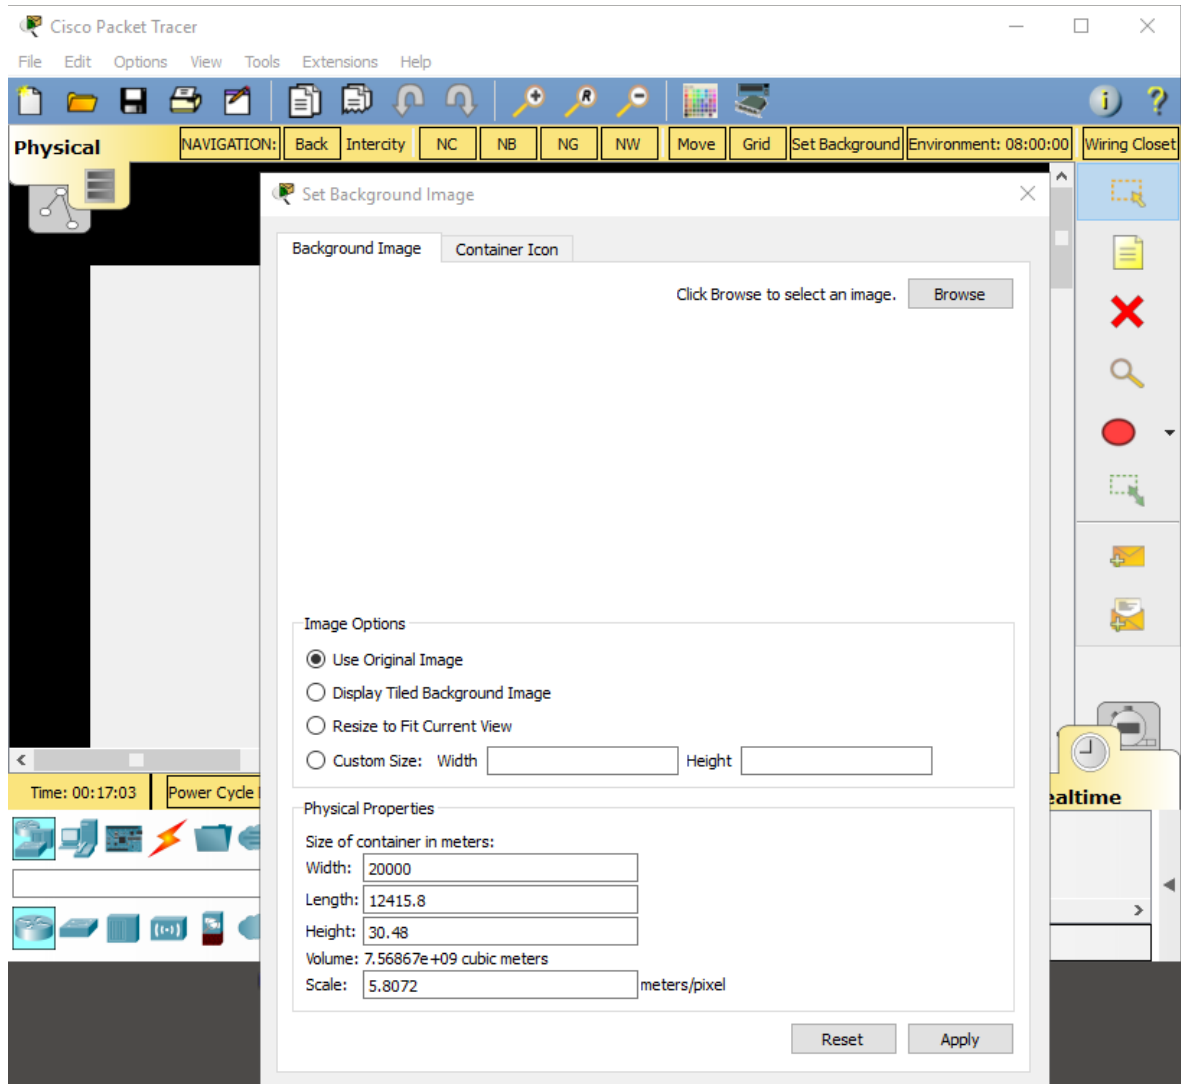 Cisco Packet Tracer
File Edit Options View Tools Extensions Help
R i ?
Physical NAVIGATION: Back Intercity NC NB NG NW Move Grid Set Background Environment: 08:00:00 Wiring Closet
Set Background Image
Background Image Container Icon
Click Browse to select an image. Browse
Image Options
Use Original Image
Display Tiled Background Image
Resize to Fit Current View
Custom Size: Width Height
Time: 00:17:03 Power Cycle
ealtime
Physical Properties
Size of container in meters:
Width: 20000
Length: 12415.8
Height: 30.48
Volume: 7.56867e+09 cubic meters
Scale: 5.8072 meters/pixel
Reset Apply